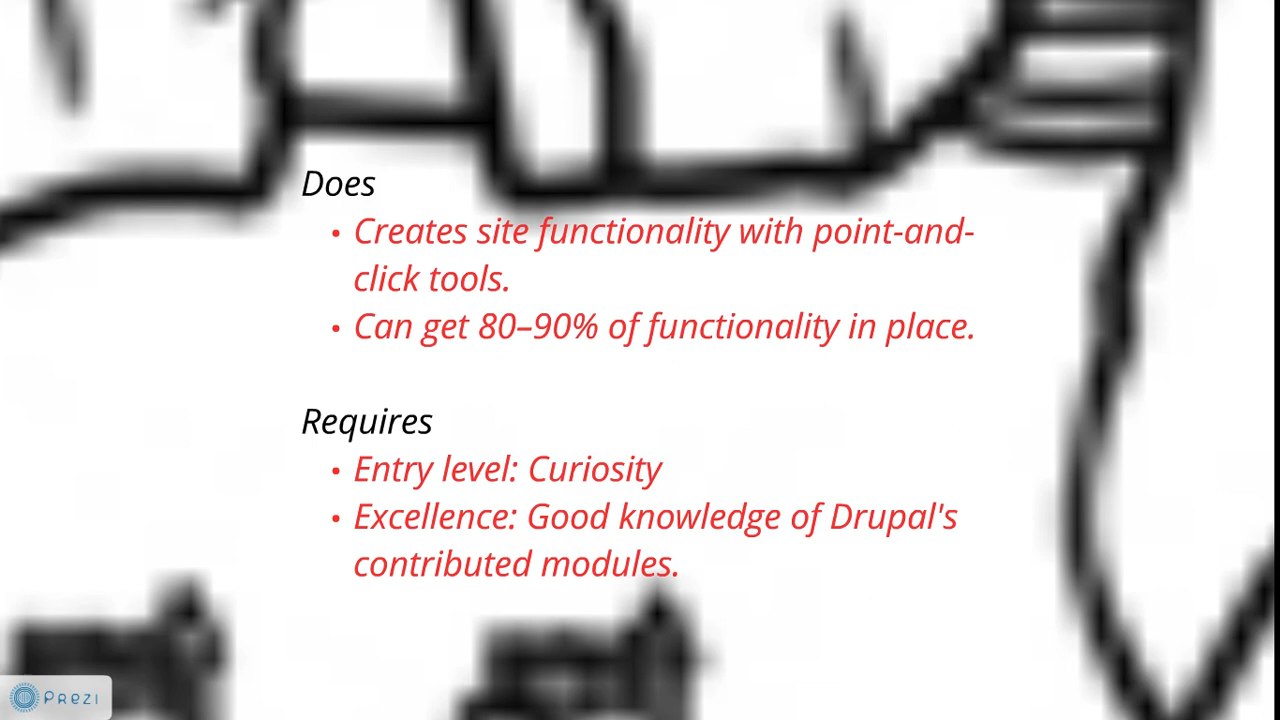 Does
• Creates site functionality with point-and-
click tools.
• Can get 80–90% of functionality in place.
Requires
• Entry level: Curiosity
• Excellence: Good knowledge of Drupal's
contributed modules.
Prezi